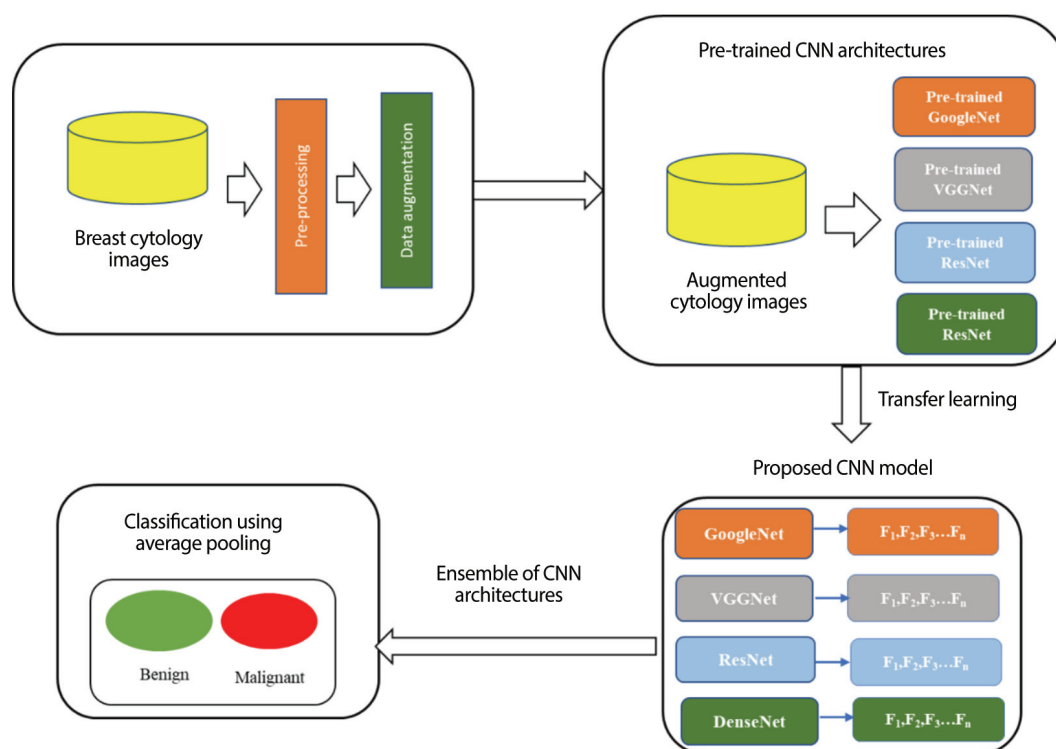 Breast cytology
images
Pre-processing
Data augmentation
Pre-trained CNN architectures
Augmented
cytology images
Pre-trained
GoogleNet
Pre-trained
VGGNet
Pre-trained
ResNet
Pre-trained
ResNet
Transfer learning
Proposed CNN model
GoogleNet
F₁,F₂,F₃…Fₙ
VGGNet
F₁,F₂,F₃…Fₙ
ResNet
F₁,F₂,F₃…Fₙ
DenseNet
F₁,F₂,F₃…Fₙ
Ensemble of CNN
architectures
Classification using
average pooling
Benign
Malignant